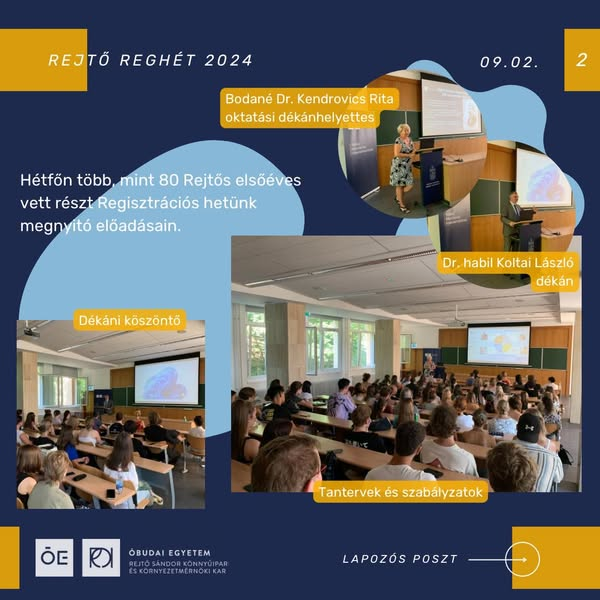 REJTŐ REGHÉT 2024
09.02.
2
Bodané Dr. Kendrovics Rita
oktatási dékánhelyettes
Hétfőn több, mint 80 Rejtős elsőéves
vett részt Regisztrációs hetünk
megnyitó előadásain.
Dr. habil Koltai László
dékán
Dékáni köszöntő
Tantervek és szabályzatok
ŌE
ÓBUDAI EGYETEM
REJTŐ SÁNDOR KÖNNYŰIPARI
ÉS KÖRNYEZETMÉRNÖKI KAR
LAPOZÓS POSZT